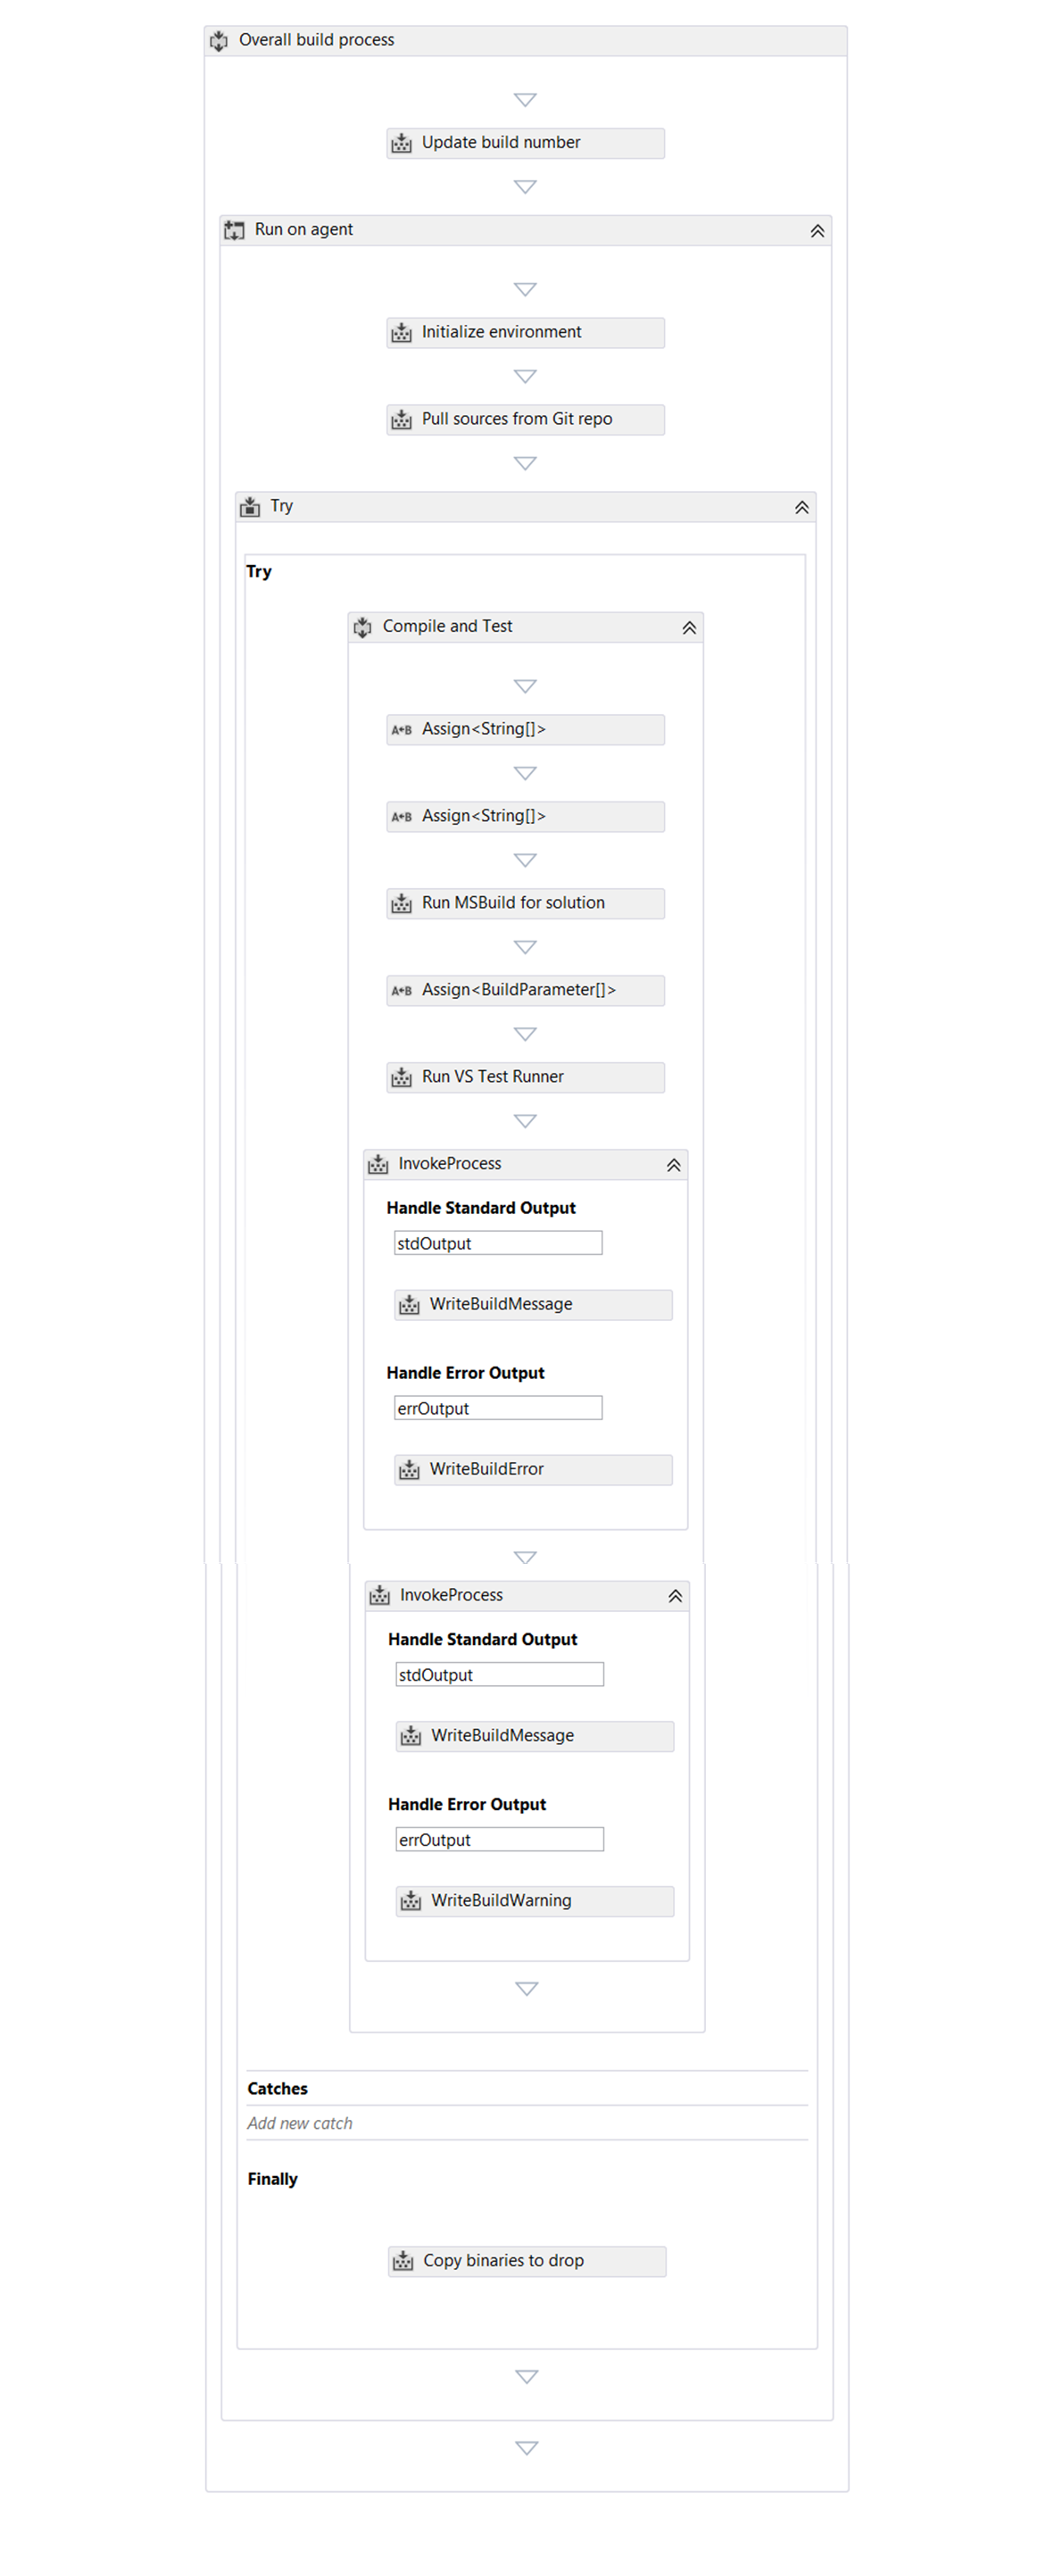 Overall build process
Update build number
Run on agent
Initialize environment
Pull sources from Git repo
Try
Try
Compile and Test
A←B Assign<String[]>
A←B Assign<String[]>
Run MSBuild for solution
A←B Assign<BuildParameter[]>
Run VS Test Runner
InvokeProcess
Handle Standard Output
stdOutput
WriteBuildMessage
Handle Error Output
errOutput
WriteBuildError
InvokeProcess
Handle Standard Output
stdOutput
WriteBuildMessage
Handle Error Output
errOutput
WriteBuildWarning
Catches
Add new catch
Finally
Copy binaries to drop